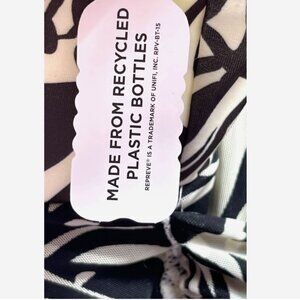 MADE FROM RECYCLED
PLASTIC BOTTLES
REPREVE® IS A TRADEMARK OF UNIFI, INC. RPV-BT-15